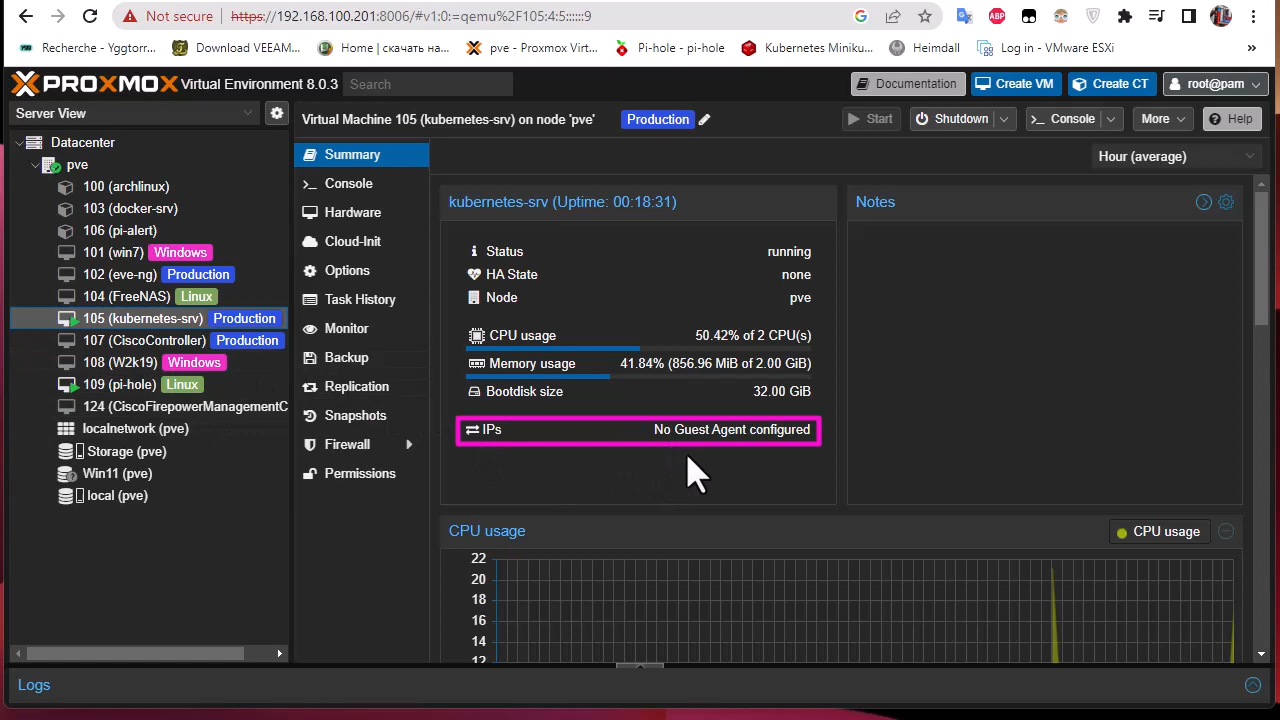 Not secure https://192.168.100.201:8006/#v1:0:=qemu%2F105:4:5::::::9
Recherche - Yggtorr... Download VEEAM... Home | скачать на... pve - Proxmox Virt... Pi-hole - pi-hole Kubernetes Miniku... Heimdall Log in - VMware ESXi »
PROXMOX Virtual Environment 8.0.3 Search Documentation Create VM Create CT root@pam
Server View
Datacenter
pve
100 (archlinux)
103 (docker-srv)
106 (pi-alert)
101 (win7) Windows
102 (eve-ng) Production
104 (FreeNAS) Linux
105 (kubernetes-srv) Production
107 (CiscoController) Production
108 (W2k19) Windows
109 (pi-hole) Linux
124 (CiscoFirepowerManagementC
localnetwork (pve)
Storage (pve)
Win11 (pve)
local (pve)
Virtual Machine 105 (kubernetes-srv) on node 'pve' Production Start Shutdown Console More Help
Summary
Console
Hardware
Cloud-Init
Options
Task History
Monitor
Backup
Replication
Snapshots
Firewall
Permissions
Hour (average)
kubernetes-srv (Uptime: 00:18:31)
Status running
HA State none
Node pve
CPU usage 50.42% of 2 CPU(s)
Memory usage 41.84% (856.96 MiB of 2.00 GiB)
Bootdisk size 32.00 GiB
IPs No Guest Agent configured
Notes
CPU usage
CPU usage
22
20
18
16
14
12
Logs